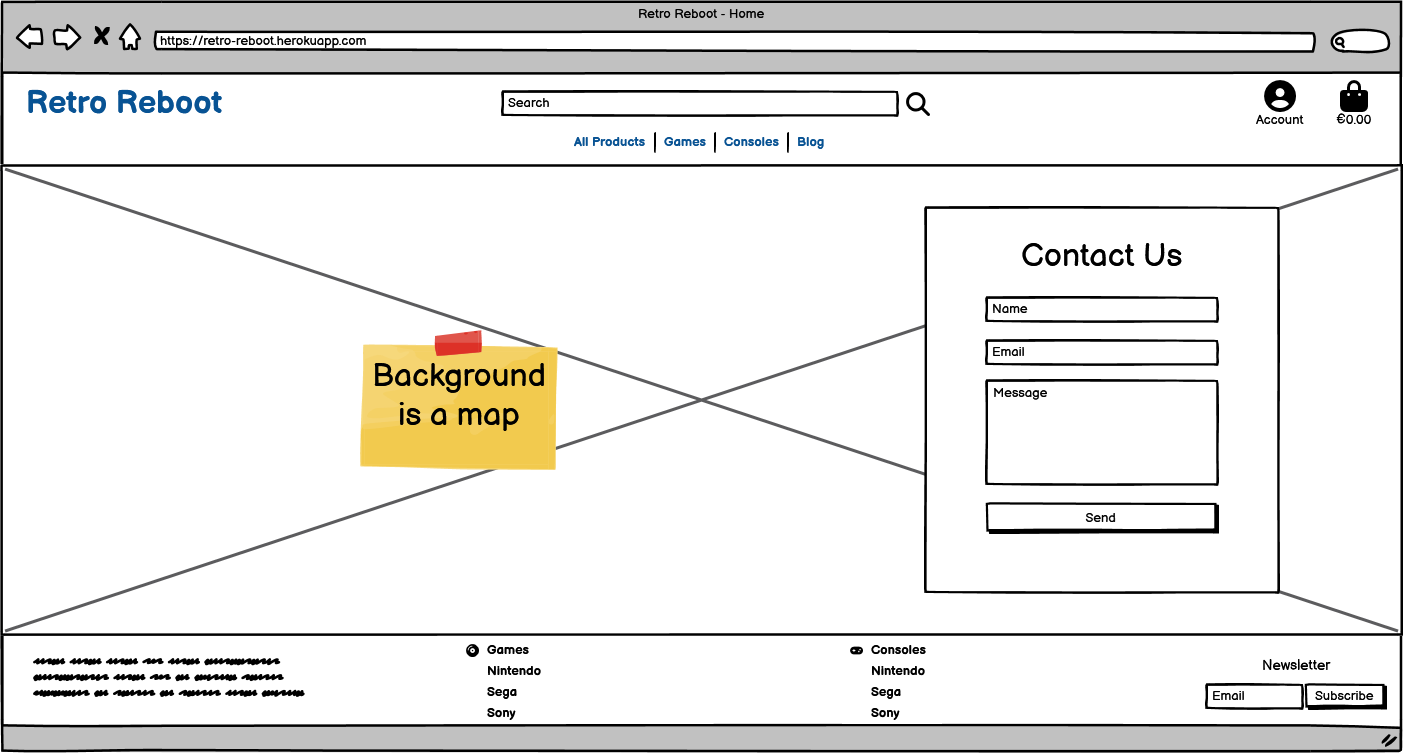 Retro Reboot - Home
https://retro-reboot.herokuapp.com
Retro Reboot
Search
Account
€0.00
All Products
Games
Consoles
Blog
Background
is a map
Contact Us
Name
Email
Message
Send
Games
Nintendo
Sega
Sony
Consoles
Nintendo
Sega
Sony
Newsletter
Email
Subscribe